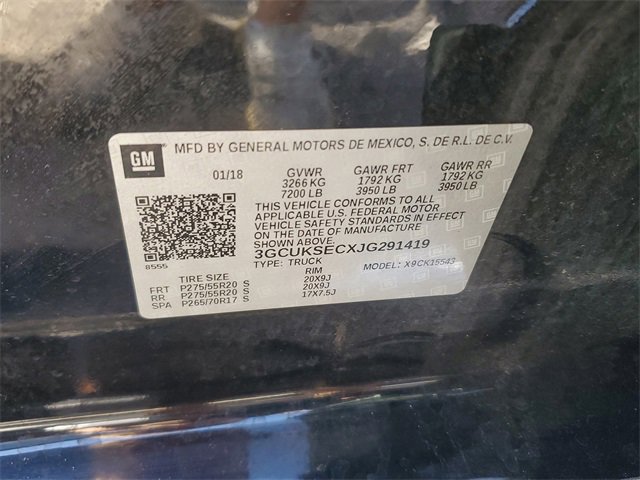 GM MFD BY GENERAL MOTORS DE MEXICO, S. DE R.L. DE C.V.
01/18 GVWR GAWR FRT GAWR RR
3266 KG 1792 KG 1792 KG
7200 LB 3950 LB 3950 LB
THIS VEHICLE CONFORMS TO ALL
APPLICABLE U.S. FEDERAL MOTOR
VEHICLE SAFETY STANDARDS IN EFFECT
ON THE DATE OF MANUFACTURE
SHOWN ABOVE.
3GCUKSECXJG291419
8555 TYPE: TRUCK MODEL: X9CK15543
TIRE SIZE RIM
FRT P275/55R20 S 20X9J
RR P275/55R20 S 20X9J
SPA P265/70R17 S 17X7.5J